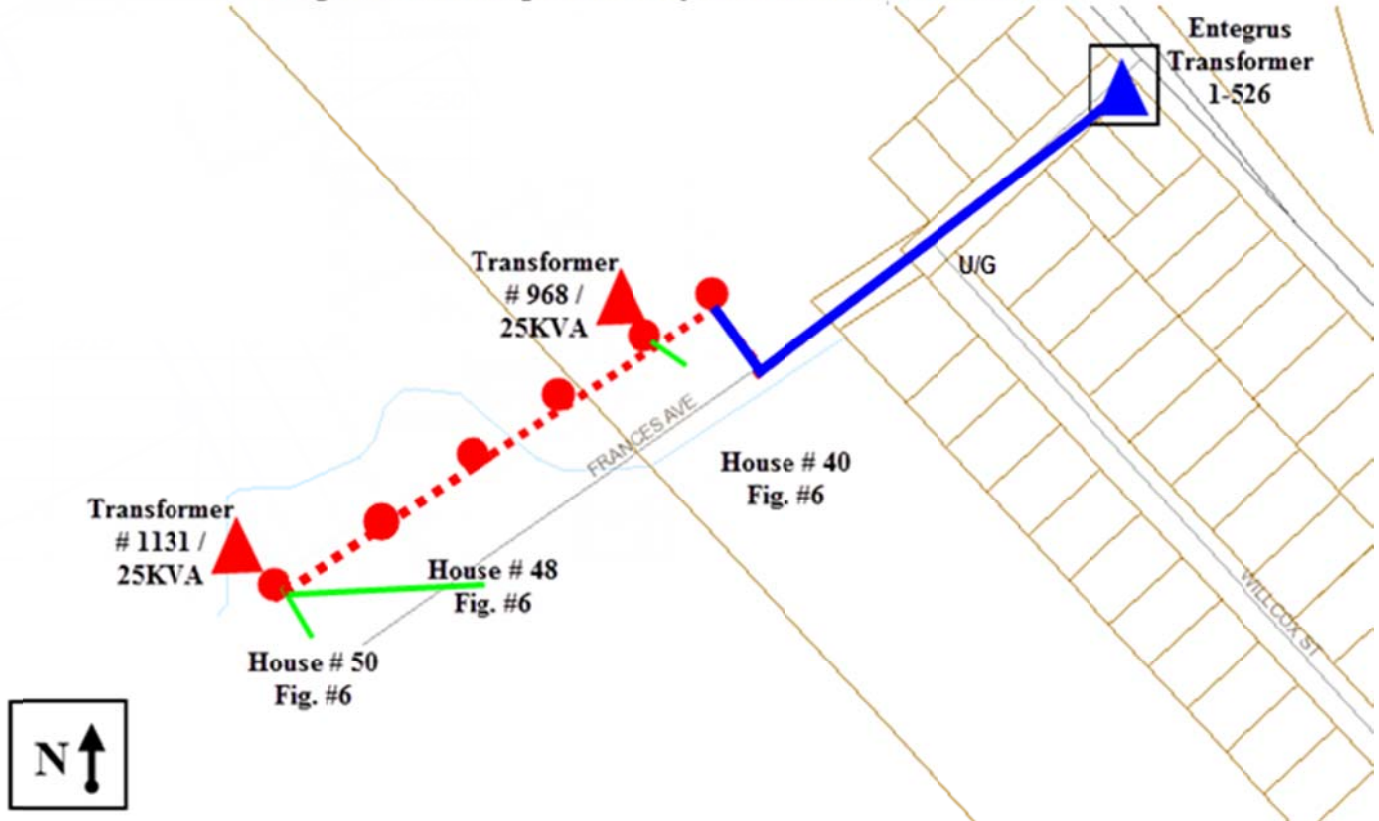 Entegrus
Transformer
1-526
Transformer
# 968 /
25KVA
U/G
FRANCES AVE
House # 40
Fig. #6
Transformer
# 1131 /
25KVA
House # 48
Fig. #6
WILLCOX ST
House # 50
Fig. #6
N